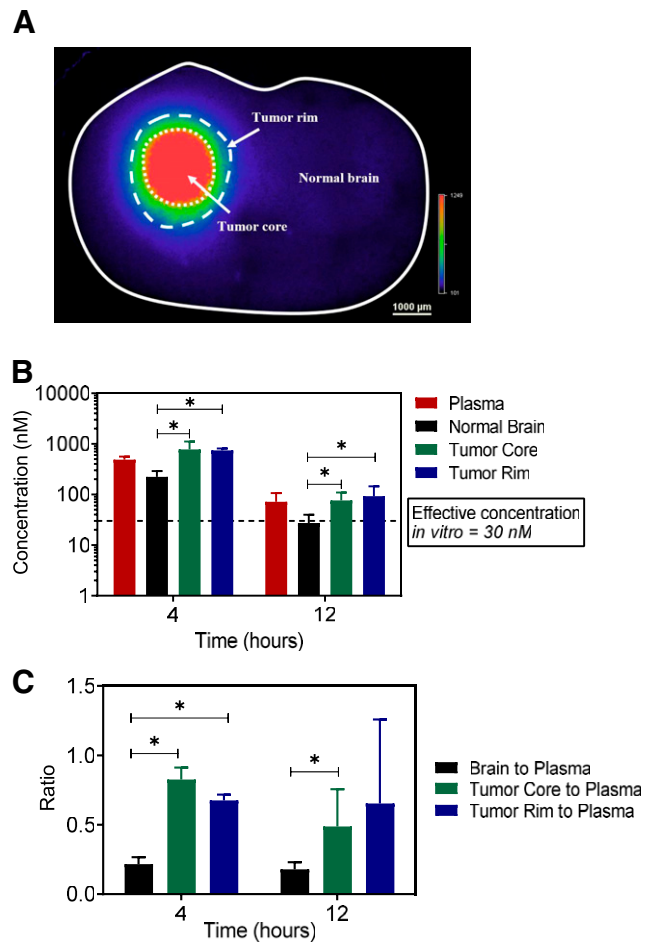 A
Tumor rim
Normal brain
Tumor core
1249
101
1000 µm
B
Concentration (nM)
10000
1000
100
10
1
* *
* *
4
12
Time (hours)
Plasma
Normal Brain
Tumor Core
Tumor Rim
Effective concentration
in vitro = 30 nM
C
Ratio
1.5
1.0
0.5
0.0
* *
*
4
12
Time (hours)
Brain to Plasma
Tumor Core to Plasma
Tumor Rim to Plasma